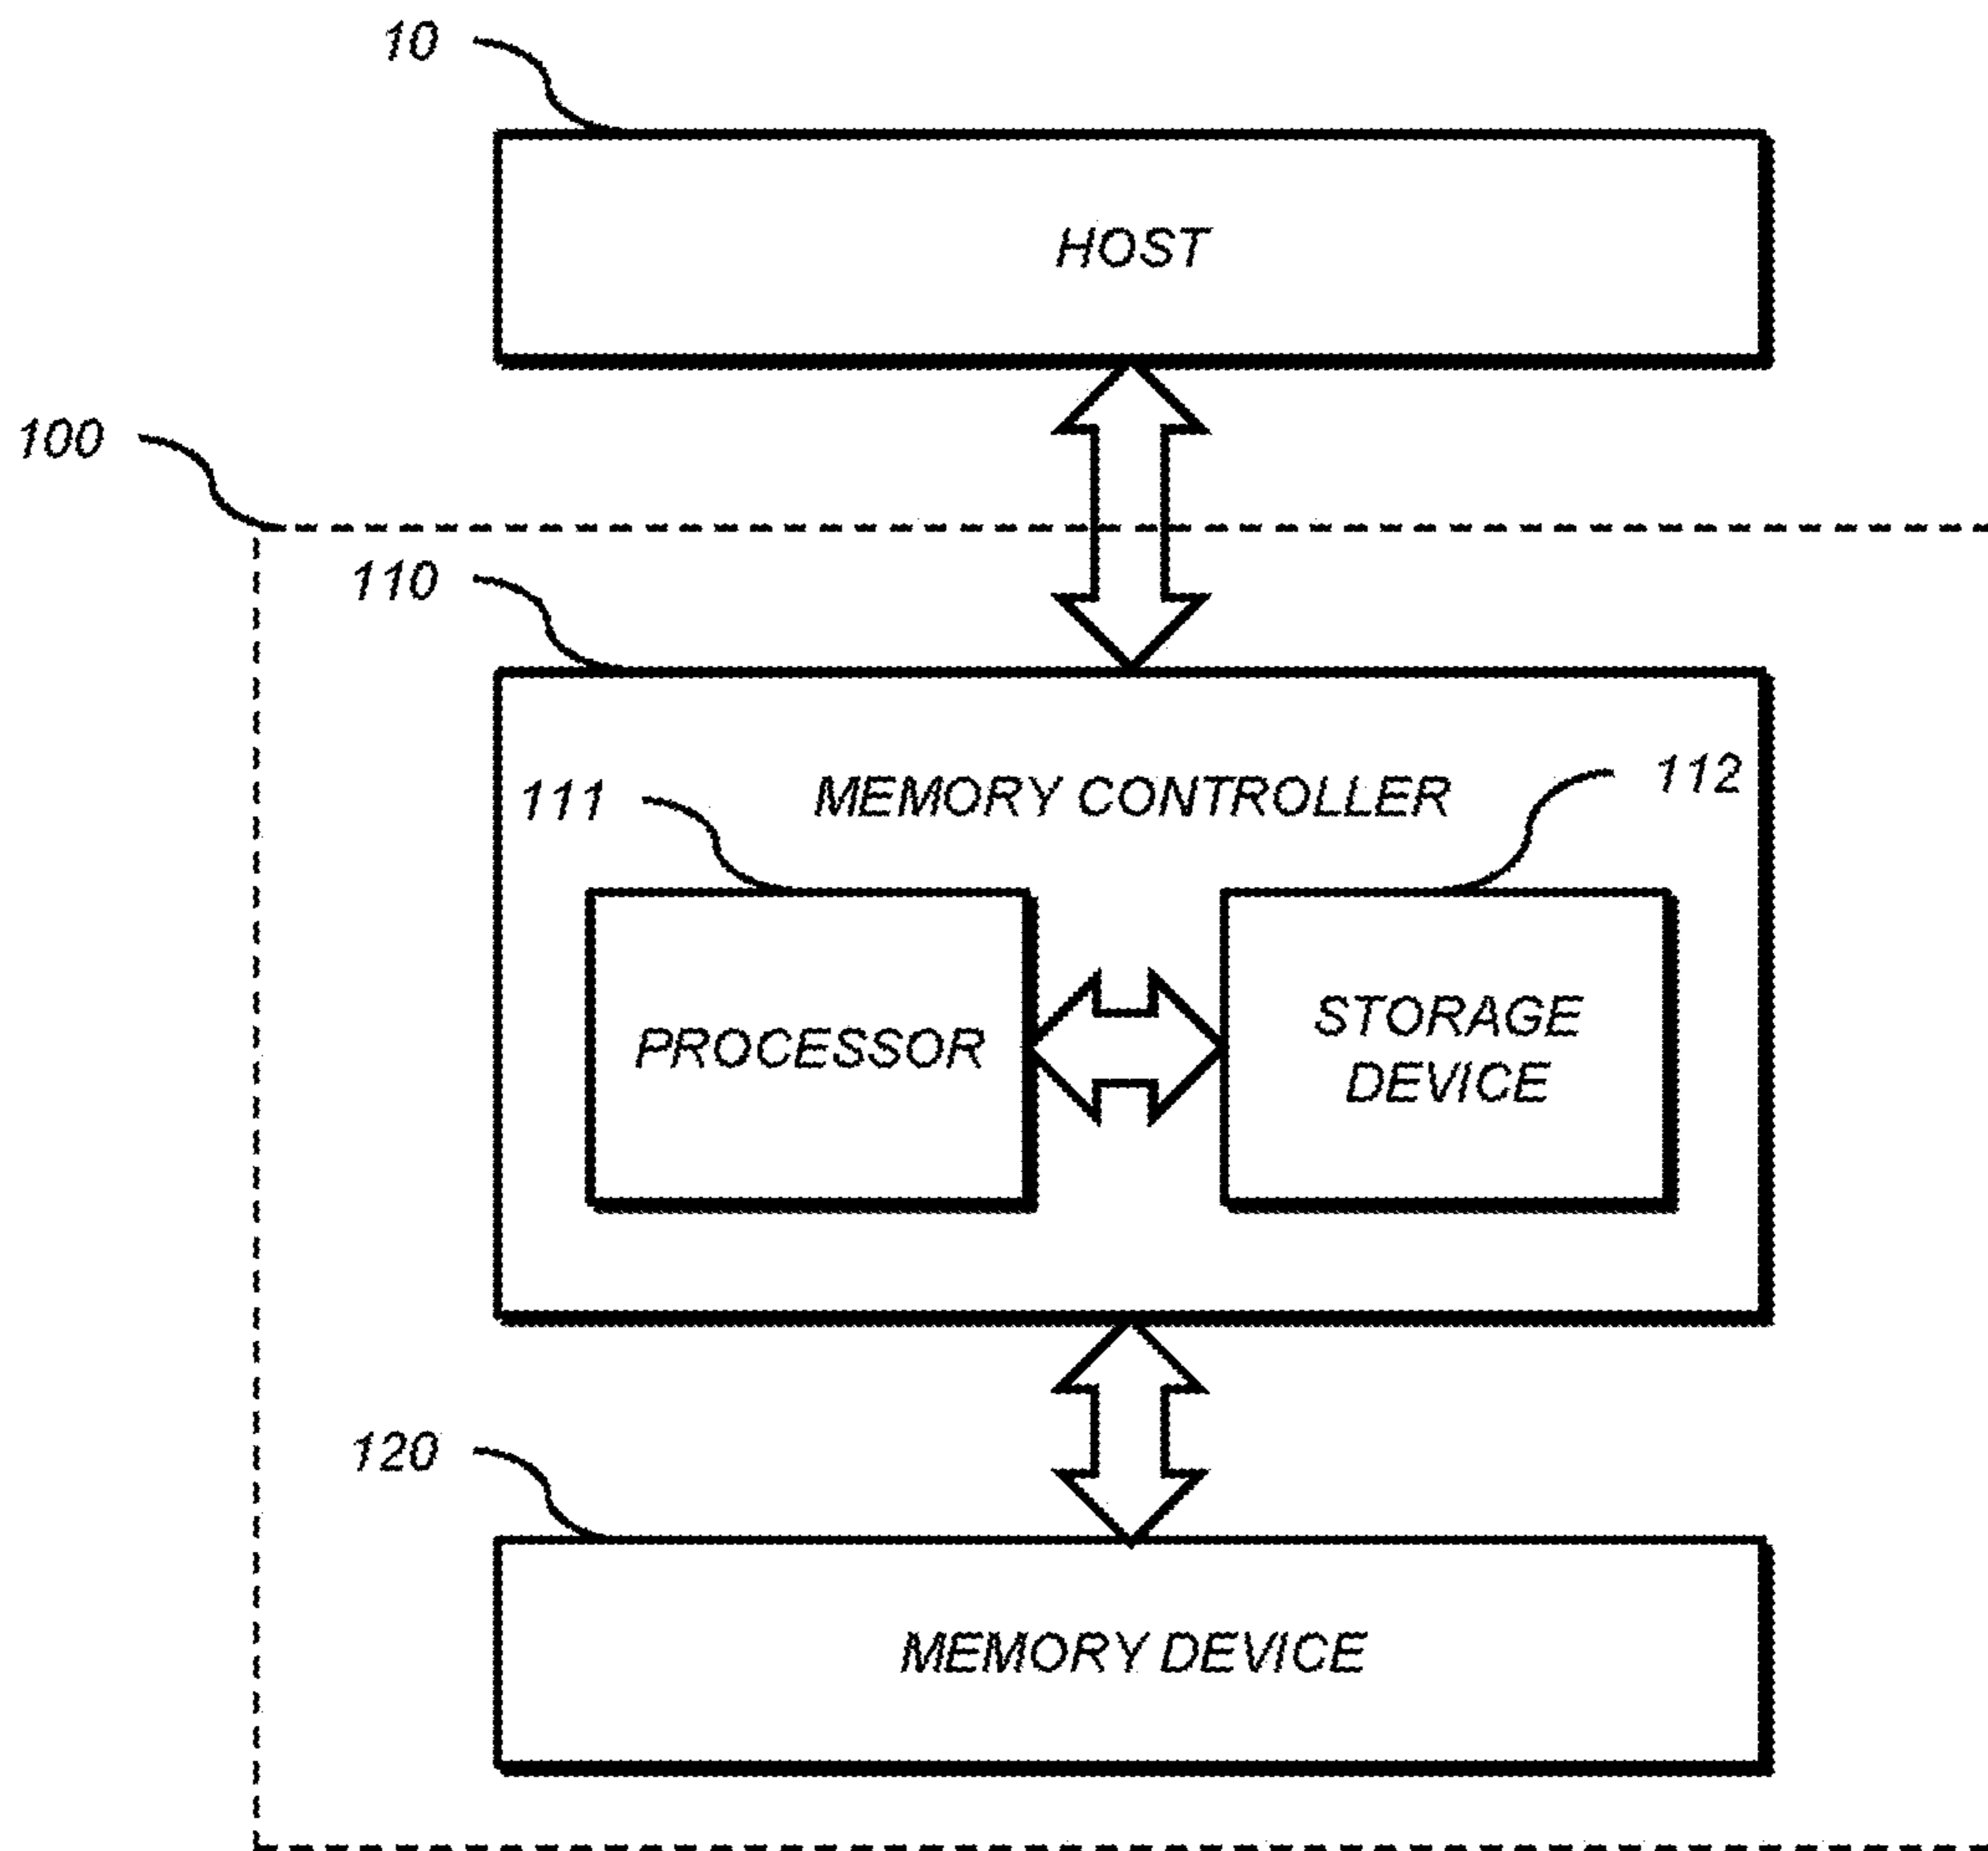 10
HOST
100
110
MEMORY CONTROLLER
111
112
PROCESSOR
STORAGE
DEVICE
120
MEMORY DEVICE